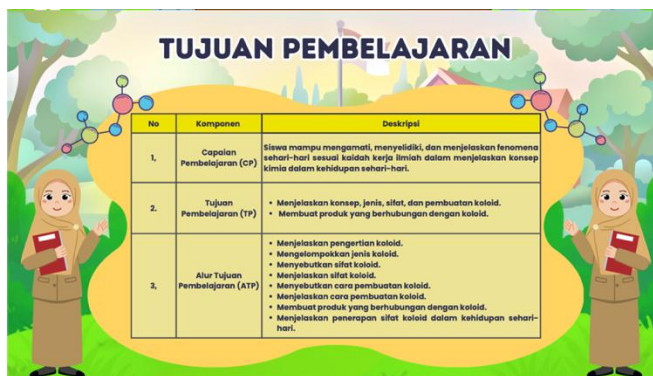 TUJUAN PEMBELAJARAN
No Komponen Deskripsi
1, Capaian Pembelajaran (CP)
Siswa mampu mengamati, menyelidiki, dan menjelaskan fenomena
sehari-hari sesuai kaidah kerja ilmiah dalam menjelaskan konsep
kimia dalam kehidupan sehari-hari.
2. Tujuan Pembelajaran (TP)
• Menjelaskan konsep, jenis, sifat, dan pembuatan koloid.
• Membuat produk yang berhubungan dengan koloid.
3, Alur Tujuan Pembelajaran (ATP)
• Menjelaskan pengertian koloid.
• Mengelompokkan jenis koloid.
• Menyebutkan sifat koloid.
• Menjelaskan sifat koloid.
• Menyebutkan cara pembuatan koloid.
• Menjelaskan cara pembuatan koloid.
• Membuat produk yang berhubungan dengan koloid.
• Menjelaskan penerapan sifat koloid dalam kehidupan sehari-
hari.